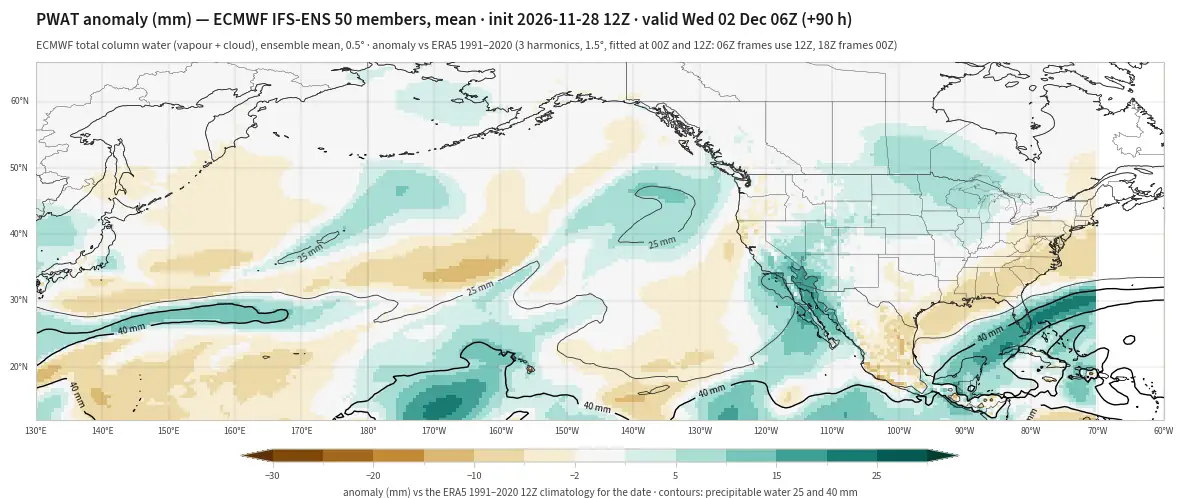 PWAT anomaly (mm) — ECMWF IFS-ENS 50 members, mean · init 2026-11-28 12Z · valid Wed 02 Dec 06Z (+90 h)
ECMWF total column water (vapour + cloud), ensemble mean, 0.5° · anomaly vs ERA5 1991–2020 (3 harmonics, 1.5°, fitted at 00Z and 12Z: 06Z frames use 12Z, 18Z frames 00Z)
60°N
50°N
40°N
25 mm
25 mm
25 mm
30°N
40 mm
40 mm
20°N
40 mm
40 mm
40 mm
mm
130°E 140°E 150°E 160°E 170°E 180° 170°W 160°W 150°W 140°W 130°W 120°W 110°W 100°W 90°W 80°W 70°W 60°W
−30 −20 −10 −2 5 15 25
anomaly (mm) vs the ERA5 1991–2020 12Z climatology for the date · contours: precipitable water 25 and 40 mm